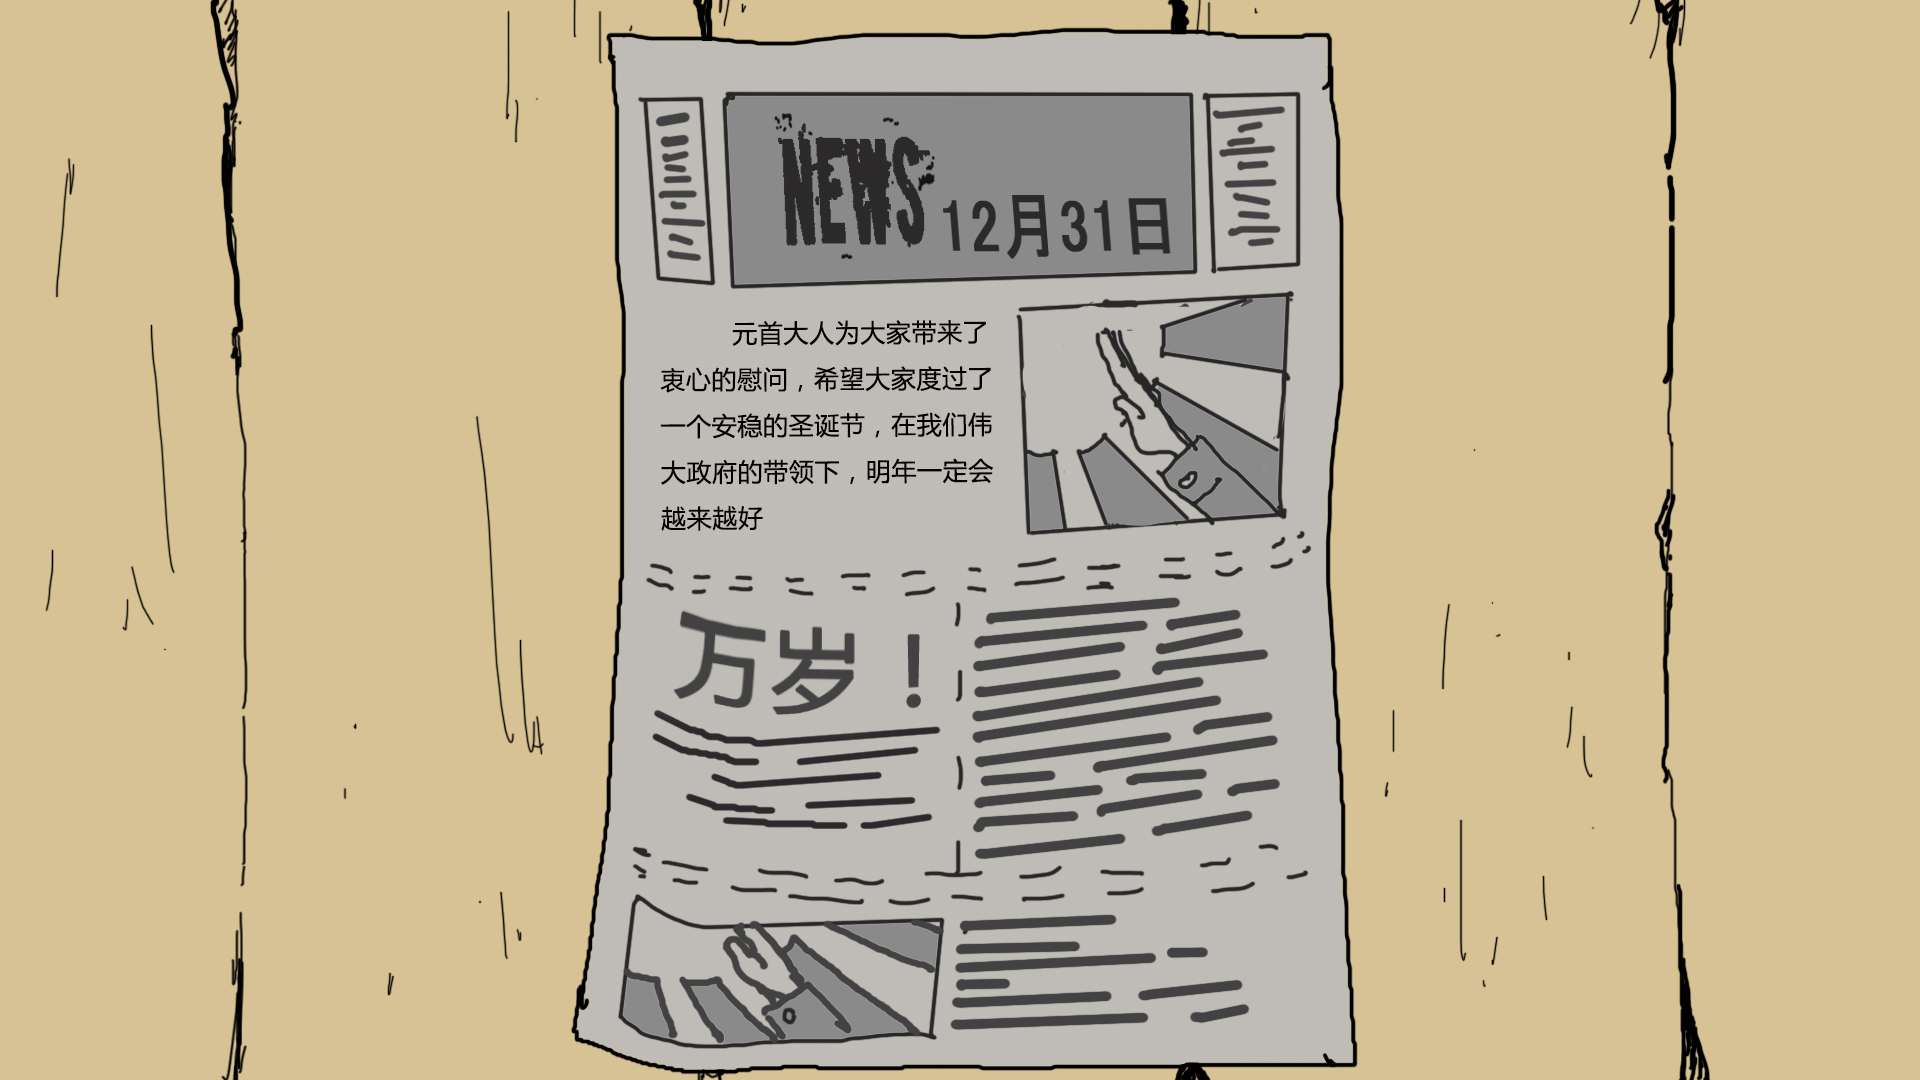 NEWS 12月31日
元首大人为大家带来了
衷心的慰问，希望大家度过了
一个安稳的圣诞节，在我们伟
大政府的带领下，明年一定会
越来越好
万岁！